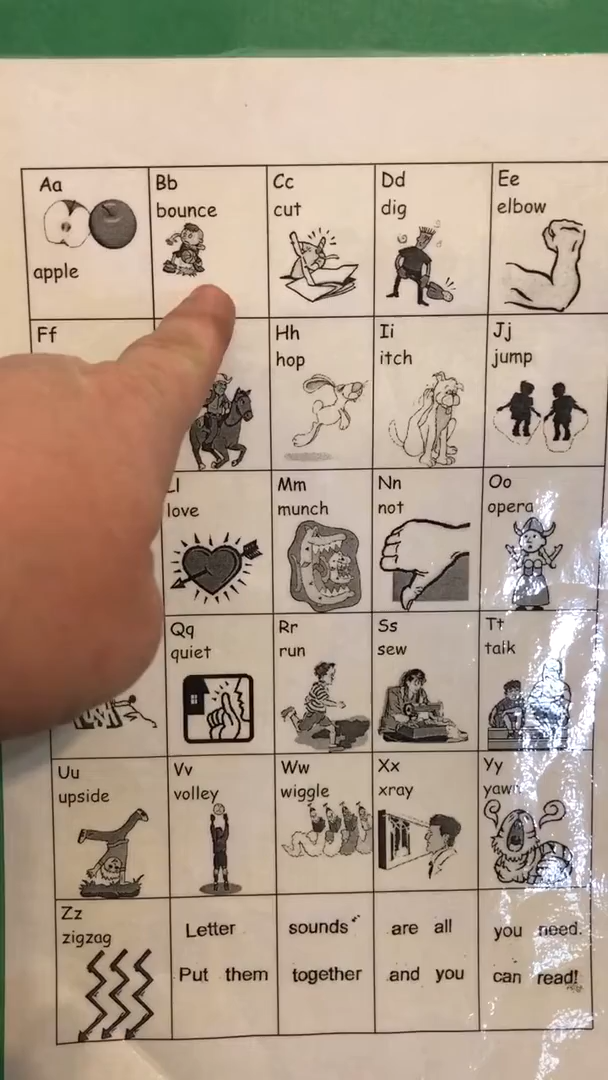 Aa
apple
Bb
bounce
Cc
cut
Dd
dig
Ee
elbow
Ff
Hh
hop
Ii
itch
Jj
jump
Ll
love
Mm
munch
Nn
not
Oo
opera
Qq
quiet
Rr
run
Ss
sew
Tt
talk
Uu
upside
Vv
volley
Ww
wiggle
Xx
xray
Yy
yawn
Zz
zigzag
Letter sounds are all you need.
Put them together and you can read!